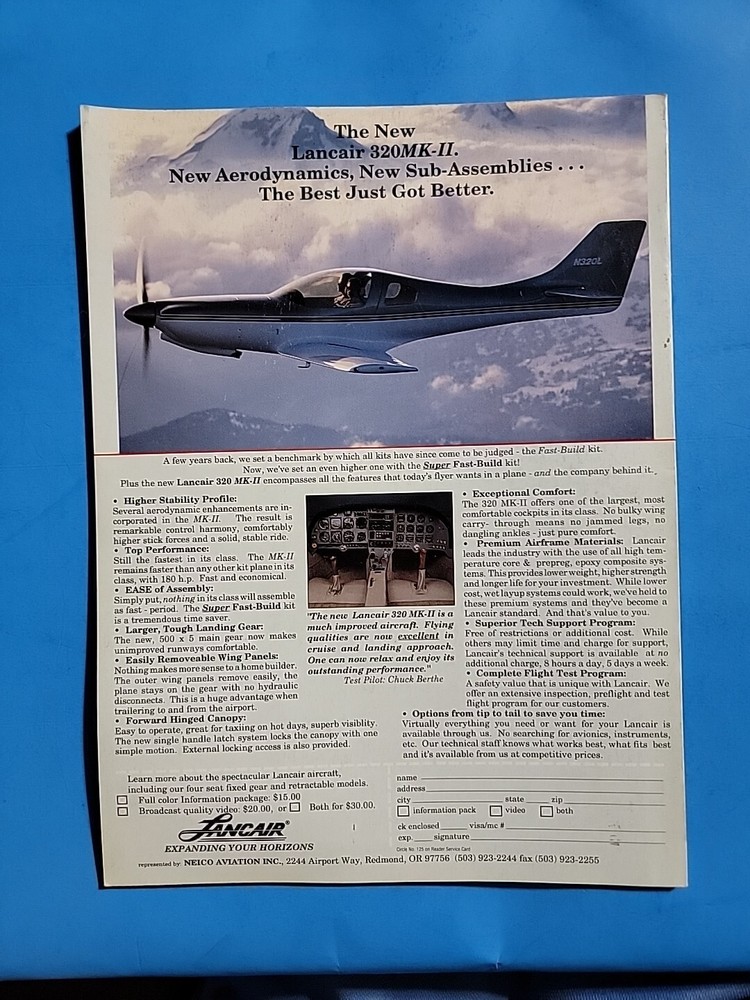 The New
Lancair 320MK-II.
New Aerodynamics, New Sub-Assemblies . . .
The Best Just Got Better.
N320L
A few years back, we set a benchmark by which all kits have since come to be judged - the Fast-Build kit.
Now, we've set an even higher one with the Super Fast-Build kit!
Plus the new Lancair 320 MK-II encompasses all the features that today's flyer wants in a plane - and the company behind it.
• Higher Stability Profile:
Several aerodynamic enhancements are in-
corporated in the MK-II. The result is
remarkable control harmony, comfortably
higher stick forces and a solid, stable ride.
• Top Performance:
Still the fastest in its class. The MK-II
remains faster than any other kit plane in its
class, with 180 h.p. Fast and economical.
• EASE of Assembly:
Simply put, nothing in its class will assemble
as fast - period. The Super Fast-Build kit
is a tremendous time saver.
• Larger, Tough Landing Gear:
The new, 500 x 5 main gear now makes
unimproved runways comfortable.
• Easily Removeable Wing Panels:
Nothing makes more sense to a home builder.
The outer wing panels remove easily, the
plane stays on the gear with no hydraulic
disconnects. This is a huge advantage when
trailering to and from the airport.
• Forward Hinged Canopy:
Easy to operate, great for taxiing on hot days, superb visiblity.
The new single handle latch system locks the canopy with one
simple motion. External locking access is also provided.
"The new Lancair 320 MK-II is a
much improved aircraft. Flying
qualities are now excellent in
cruise and landing approach.
One can now relax and enjoy its
outstanding performance."
Test Pilot: Chuck Berthe
• Exceptional Comfort:
The 320 MK-II offers one of the largest, most
comfortable cockpits in its class. No bulky wing
carry- through means no jammed legs, no
dangling ankles - just pure comfort.
• Premium Airframe Materials: Lancair
leads the industry with the use of all high tem-
perature core & prepreg, epoxy composite sys-
tems. This provides lower weight, higher strength
and longer life for your investment. While lower
cost, wet layup systems could work, we've held to
these premium systems and they've become a
Lancair standard. And that's value to you.
• Superior Tech Support Program:
Free of restrictions or additional cost. While
others may limit time and charge for support,
Lancair's technical support is available at no
additional charge, 8 hours a day, 5 days a week.
• Complete Flight Test Program:
A safety value that is unique with Lancair. We
offer an extensive inspection, preflight and test
flight program for our customers.
• Options from tip to tail to save you time:
Virtually everything you need or want for your Lancair is
available through us. No searching for avionics, instruments,
etc. Our technical staff knows what works best, what fits best
and it's available from us at competitive prices.
Learn more about the spectacular Lancair aircraft,
including our four seat fixed gear and retractable models.
Full color Information package: $15.00
Broadcast quality video: $20.00, or Both for $30.00.
LANCAIR®
EXPANDING YOUR HORIZONS
name
address
city state zip
information pack video both
ck enclosed visa/mc #
exp. signature
Circle No. 125 on Reader Service Card
represented by: NEICO AVIATION INC., 2244 Airport Way, Redmond, OR 97756 (503) 923-2244 fax (503) 923-2255